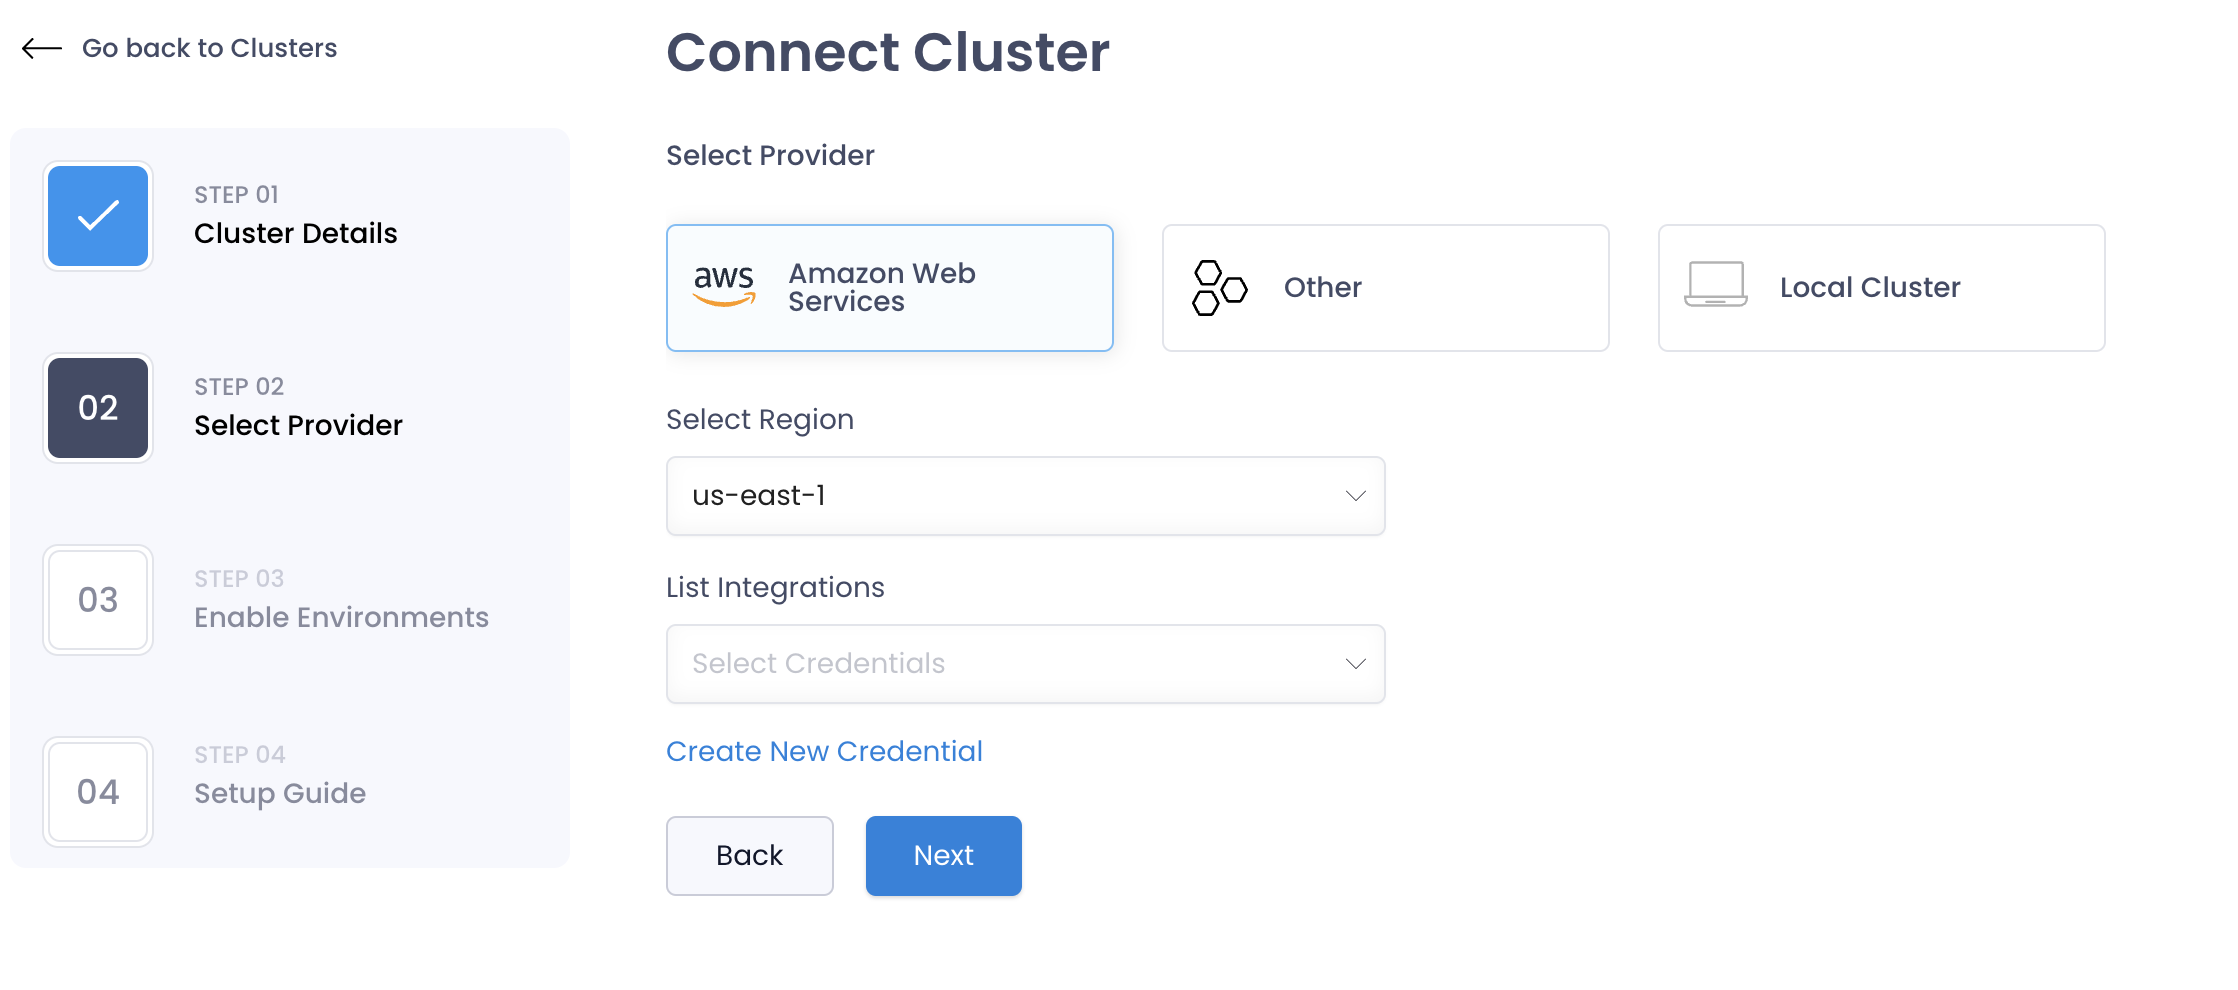 Go back to Clusters
Connect Cluster
STEP 01
Cluster Details
02
STEP 02
Select Provider
03
STEP 03
Enable Environments
04
STEP 04
Setup Guide
Select Provider
aws
Amazon Web
Services
Other
Local Cluster
Select Region
us-east-1
List Integrations
Select Credentials
Create New Credential
Back
Next